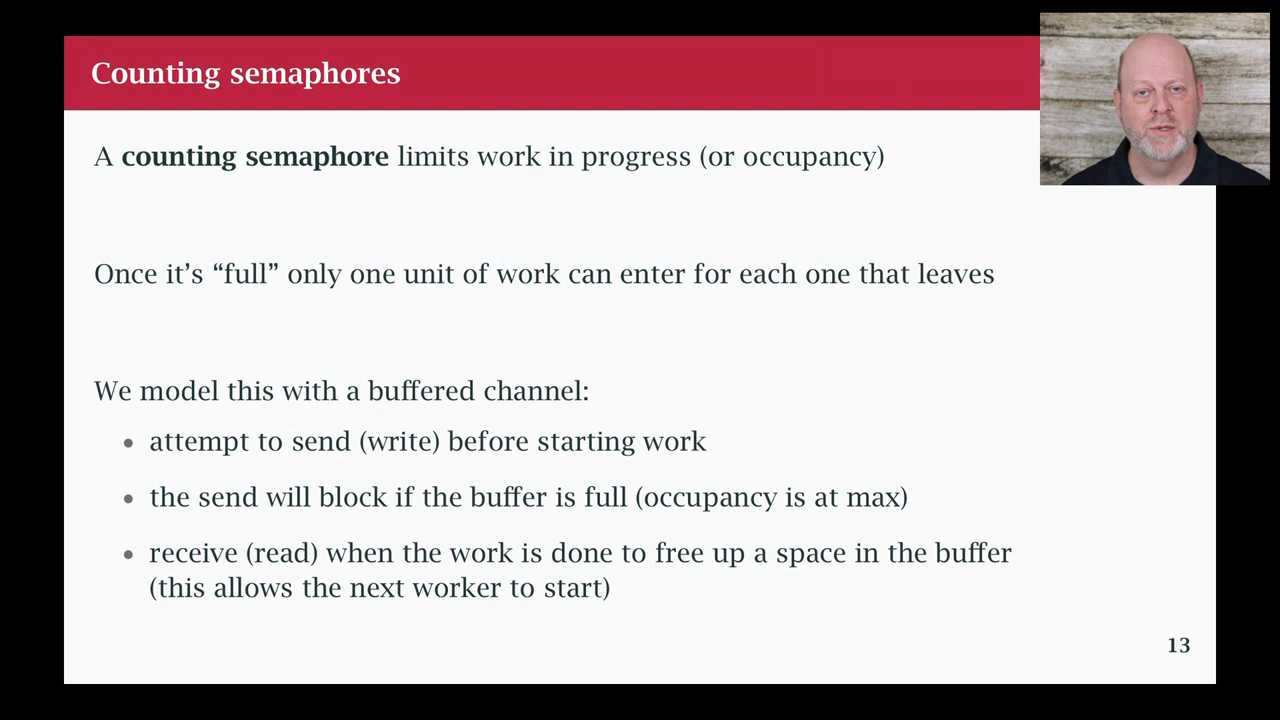 Counting semaphores
A counting semaphore limits work in progress (or occupancy)
Once it’s “full” only one unit of work can enter for each one that leaves
We model this with a buffered channel:
• attempt to send (write) before starting work
• the send will block if the buffer is full (occupancy is at max)
• receive (read) when the work is done to free up a space in the buffer
(this allows the next worker to start)
13